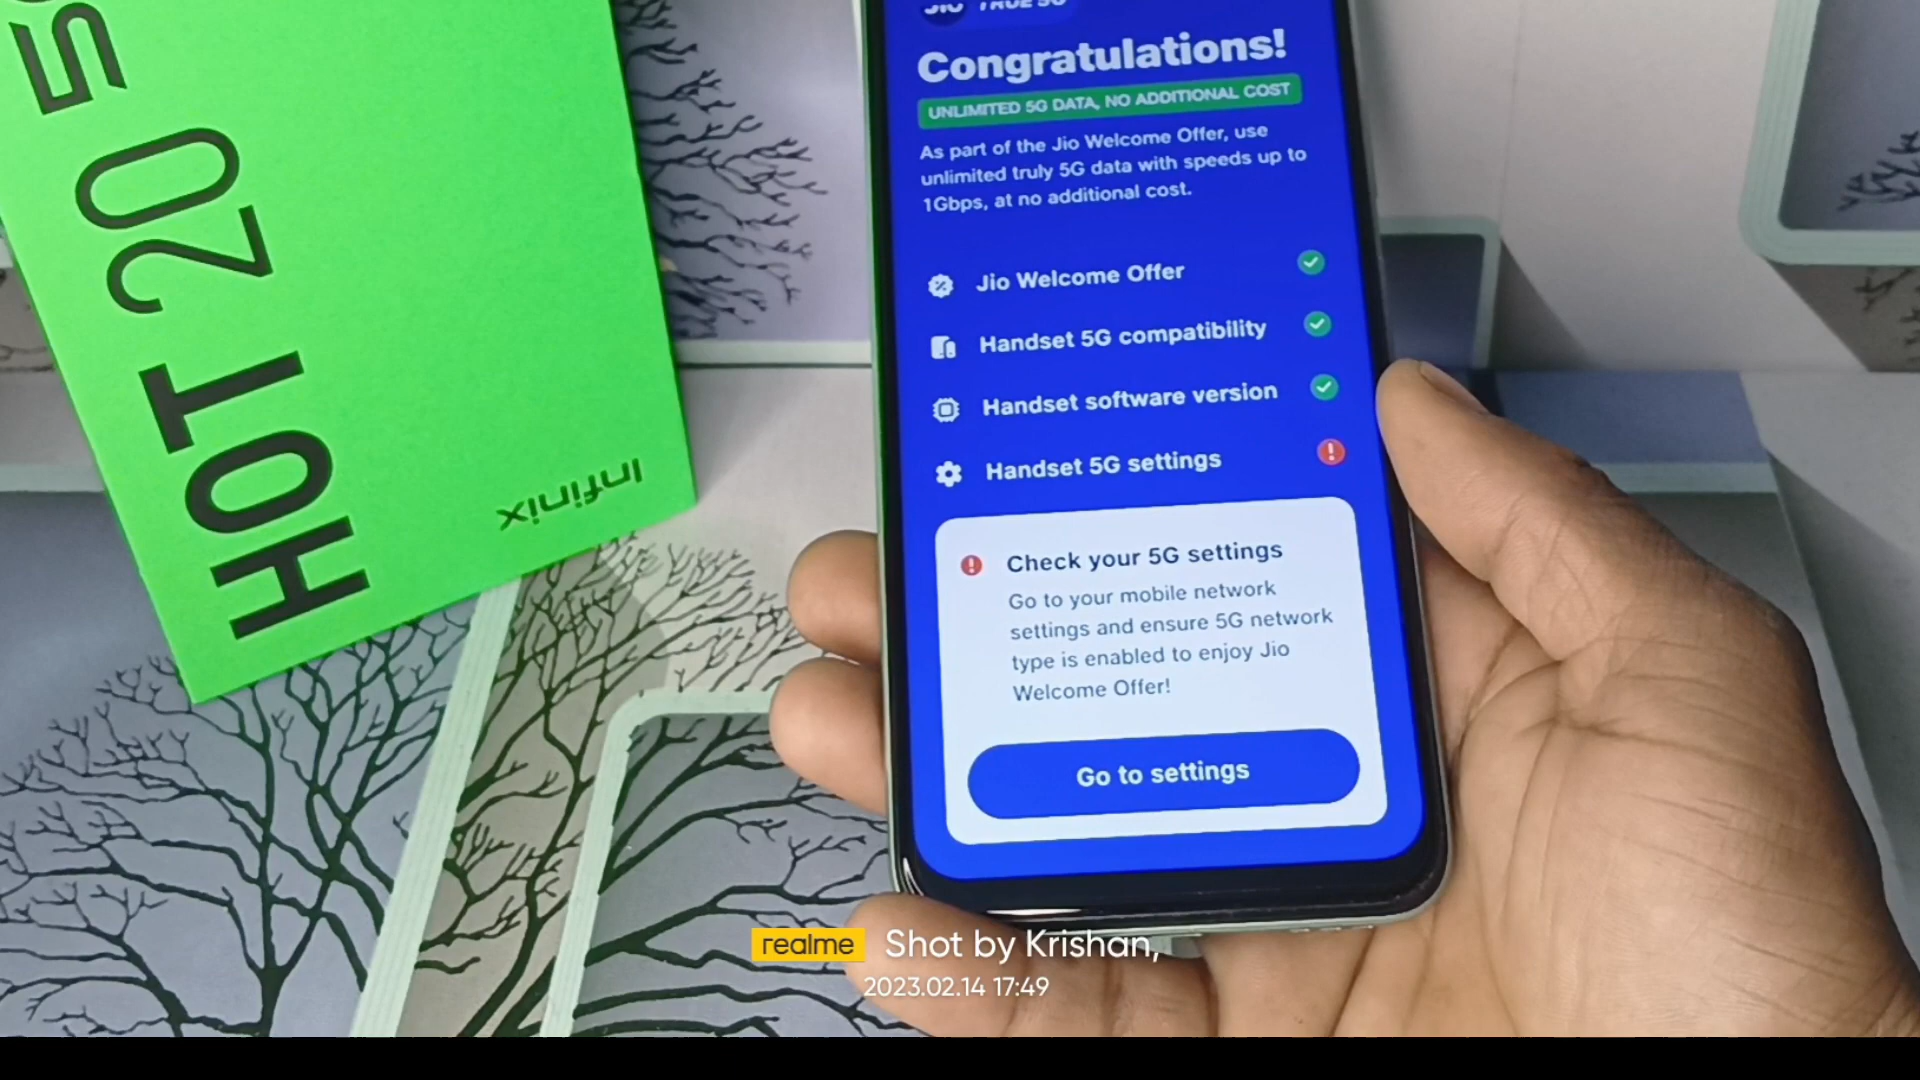 HOT 20 5G
Infinix
Jio TRUE 5G
Congratulations!
UNLIMITED 5G DATA, NO ADDITIONAL COST
As part of the Jio Welcome Offer, use
unlimited truly 5G data with speeds up to
1Gbps, at no additional cost.
Jio Welcome Offer
Handset 5G compatibility
Handset software version
Handset 5G settings
Check your 5G settings
Go to your mobile network
settings and ensure 5G network
type is enabled to enjoy Jio
Welcome Offer!
Go to settings
realme Shot by Krishan,
2023.02.14 17:49